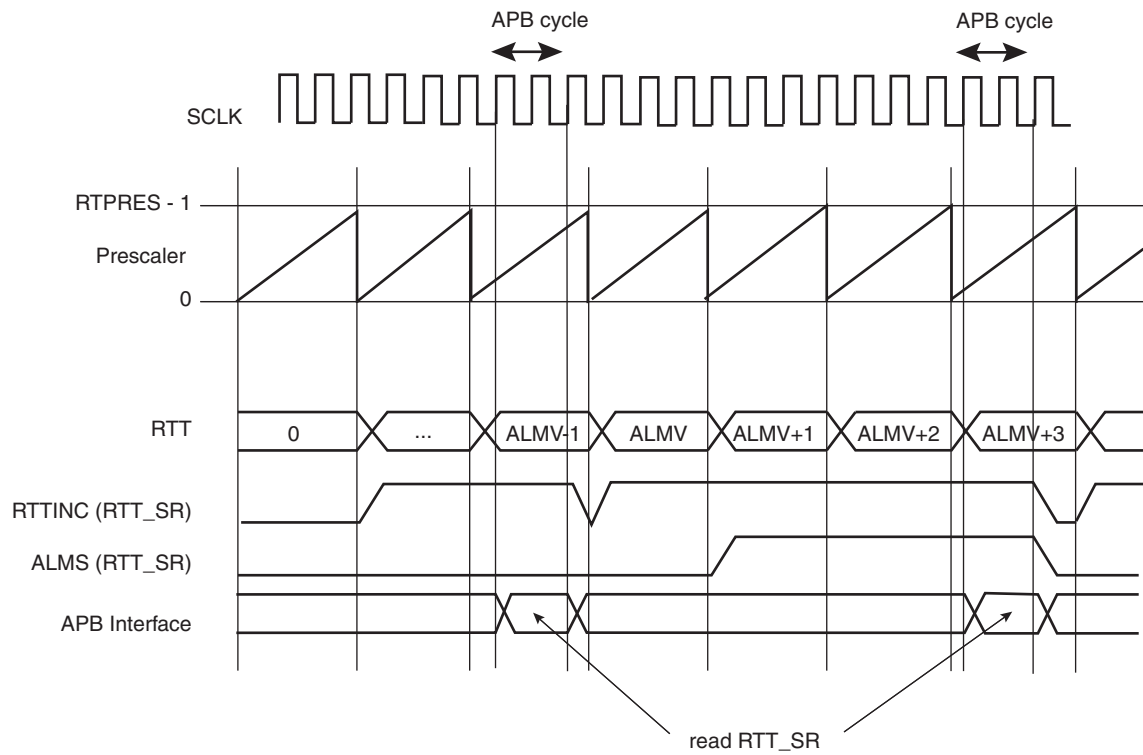 APB cycle
APB cycle
SCLK
RTPRES - 1
Prescaler
0
RTT
0
...
ALMV-1
ALMV
ALMV+1
ALMV+2
ALMV+3
RTTINC (RTT_SR)
ALMS (RTT_SR)
APB Interface
read RTT_SR